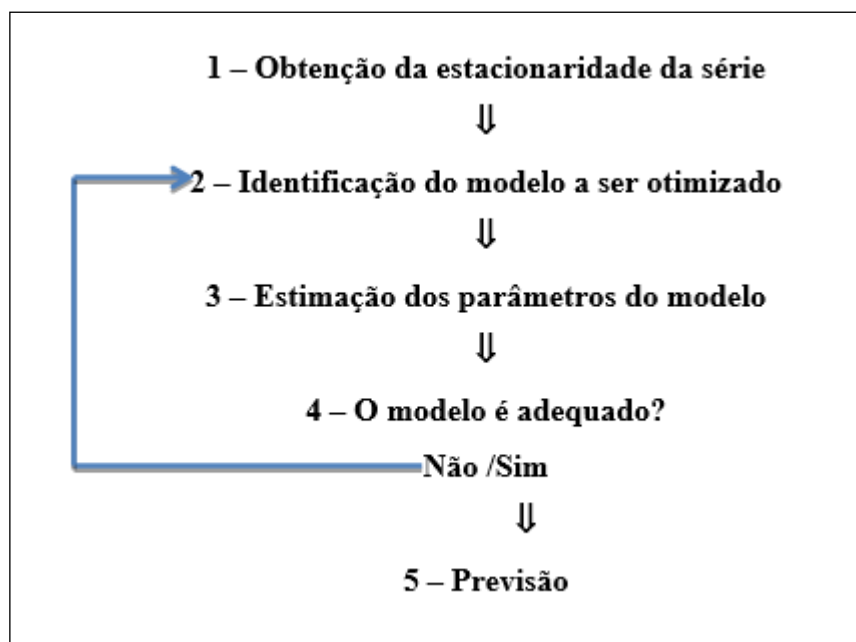 1 – Obtenção da estacionaridade da série
⇓
2 – Identificação do modelo a ser otimizado
⇓
3 – Estimação dos parâmetros do modelo
⇓
4 – O modelo é adequado?
Não /Sim
⇓
5 – Previsão